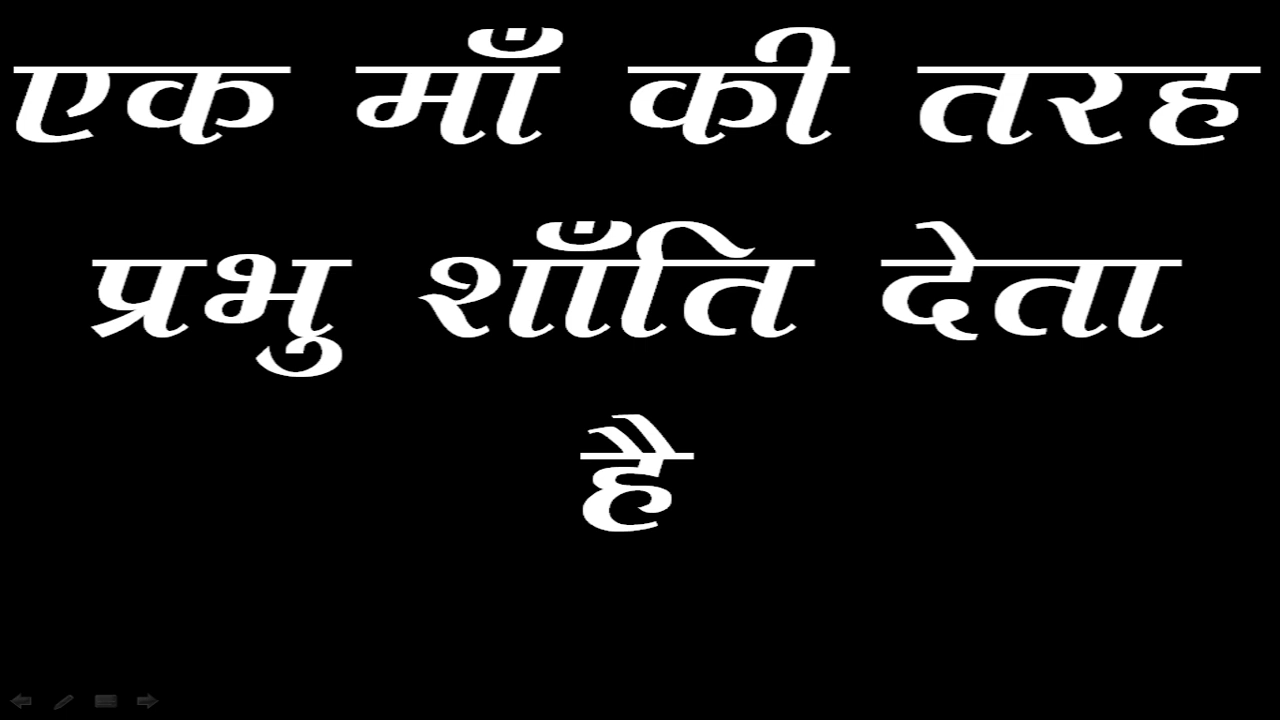 एक माँ की तरह
प्रभु शाँति देता
है